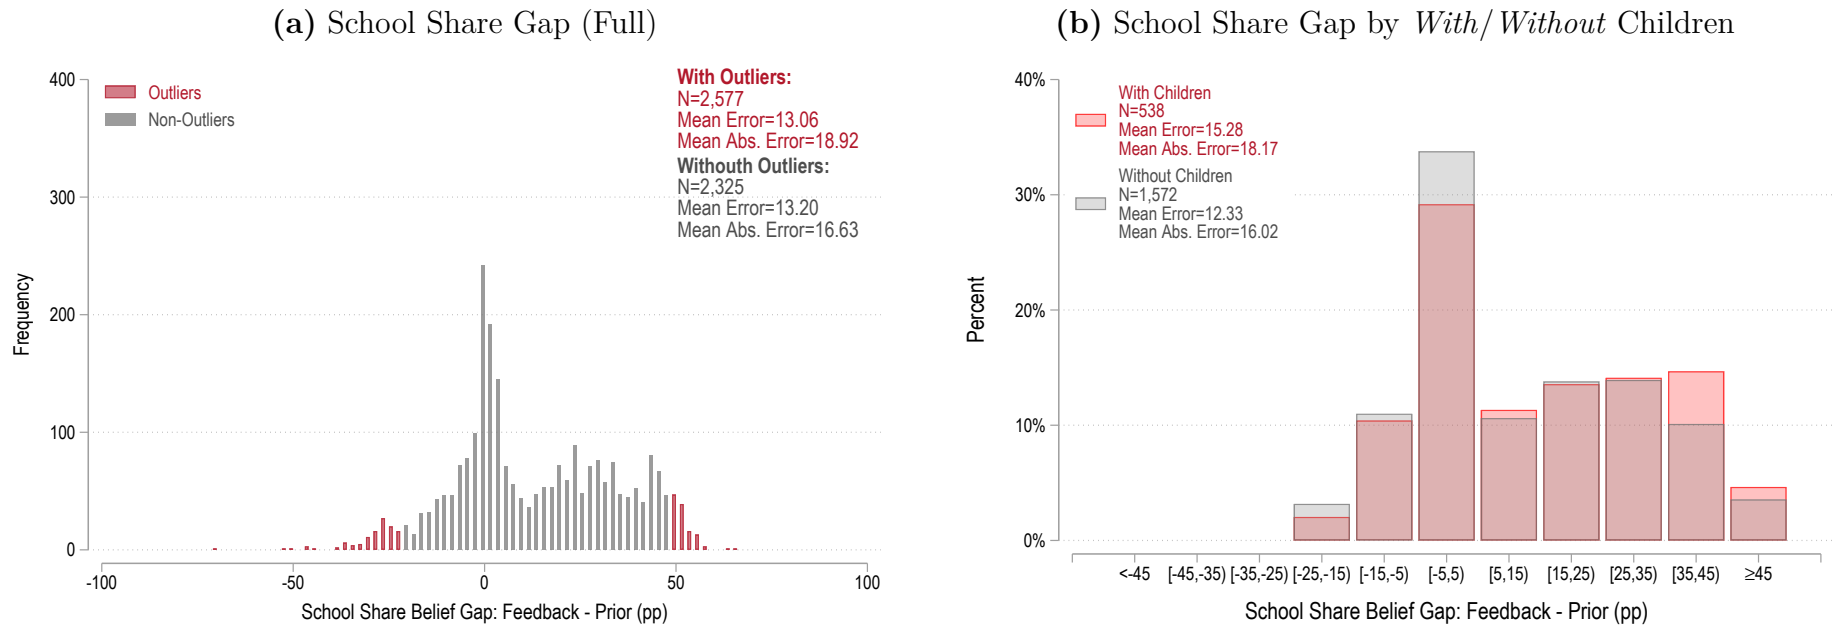 (a) School Share Gap (Full)
400
300
200
100
0
Frequency
Outliers
Non-Outliers
With Outliers:
N=2,577
Mean Error=13.06
Mean Abs. Error=18.92
Withouth Outliers:
N=2,325
Mean Error=13.20
Mean Abs. Error=16.63
-100 -50 0 50 100
School Share Belief Gap: Feedback - Prior (pp)
(b) School Share Gap by With/Without Children
40%
30%
20%
10%
0%
Percent
With Children
N=538
Mean Error=15.28
Mean Abs. Error=18.17
Without Children
N=1,572
Mean Error=12.33
Mean Abs. Error=16.02
<-45 [-45,-35) [-35,-25) [-25,-15) [-15,-5) [-5,5) [5,15) [15,25) [25,35) [35,45) ≥45
School Share Belief Gap: Feedback - Prior (pp)